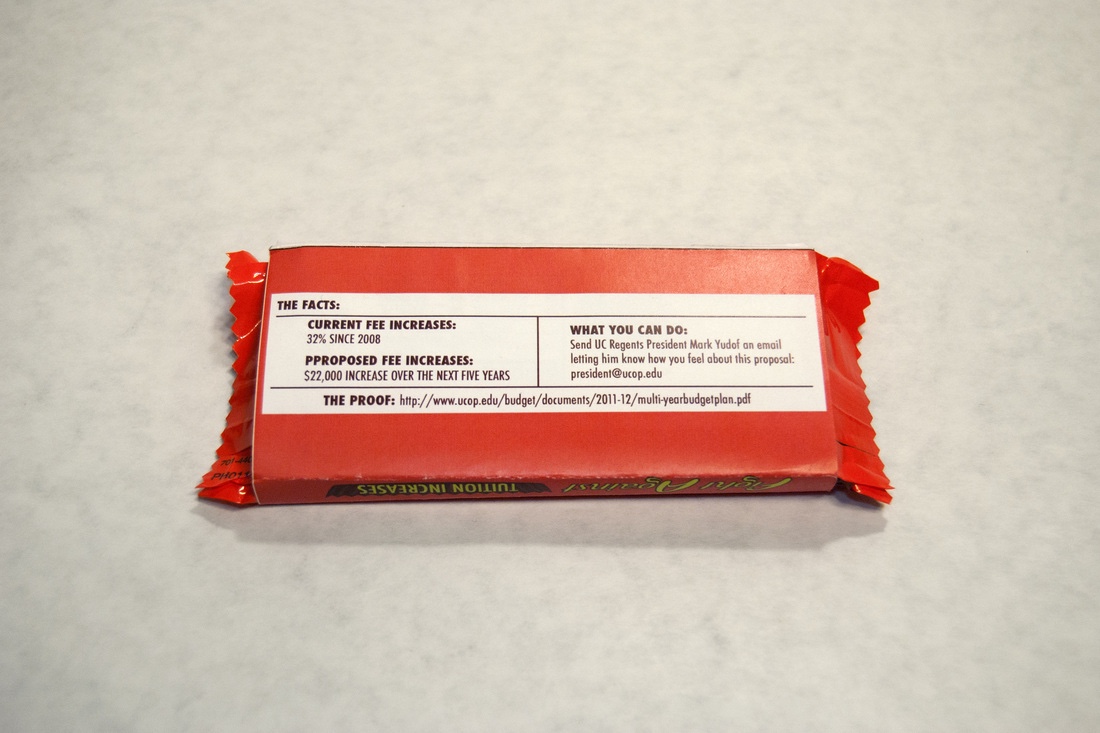 THE FACTS:
CURRENT FEE INCREASES:
32% SINCE 2008
PPROPOSED FEE INCREASES:
$22,000 INCREASE OVER THE NEXT FIVE YEARS
WHAT YOU CAN DO:
Send UC Regents President Mark Yudof an email
letting him know how you feel about this proposal:
president@ucop.edu
THE PROOF: http://www.ucop.edu/budget/documents/2011-12/multi-yearbudgetplan.pdf
Fight Against
TUITION INCREASES